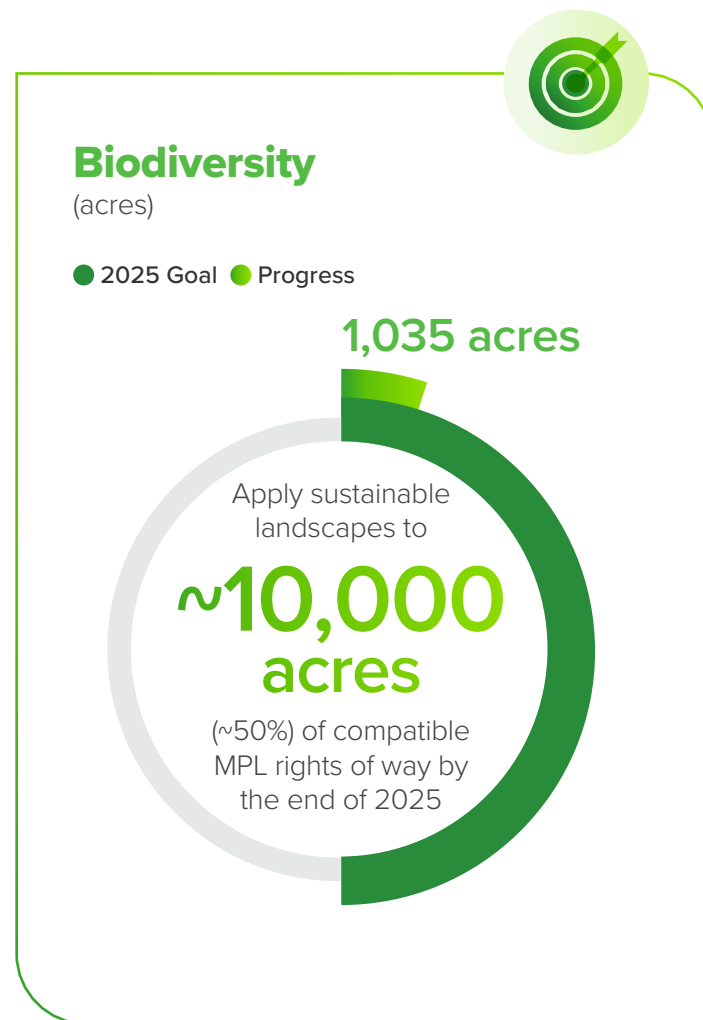 Biodiversity
(acres)
2025 Goal Progress
1,035 acres
Apply sustainable
landscapes to
~10,000
acres
(~50%) of compatible
MPL rights of way by
the end of 2025